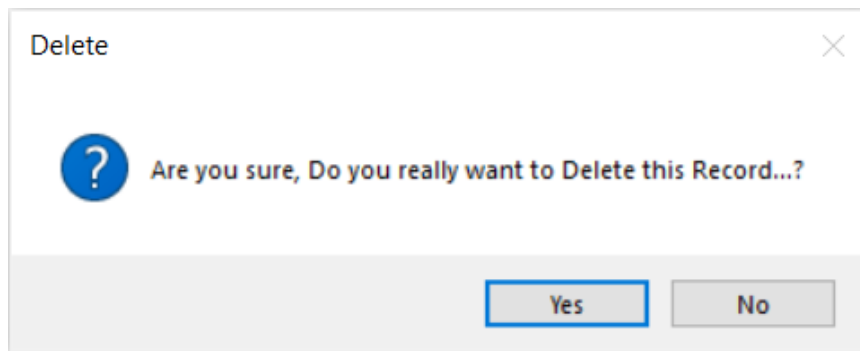 Delete
Are you sure, Do you really want to Delete this Record...?
Yes
No